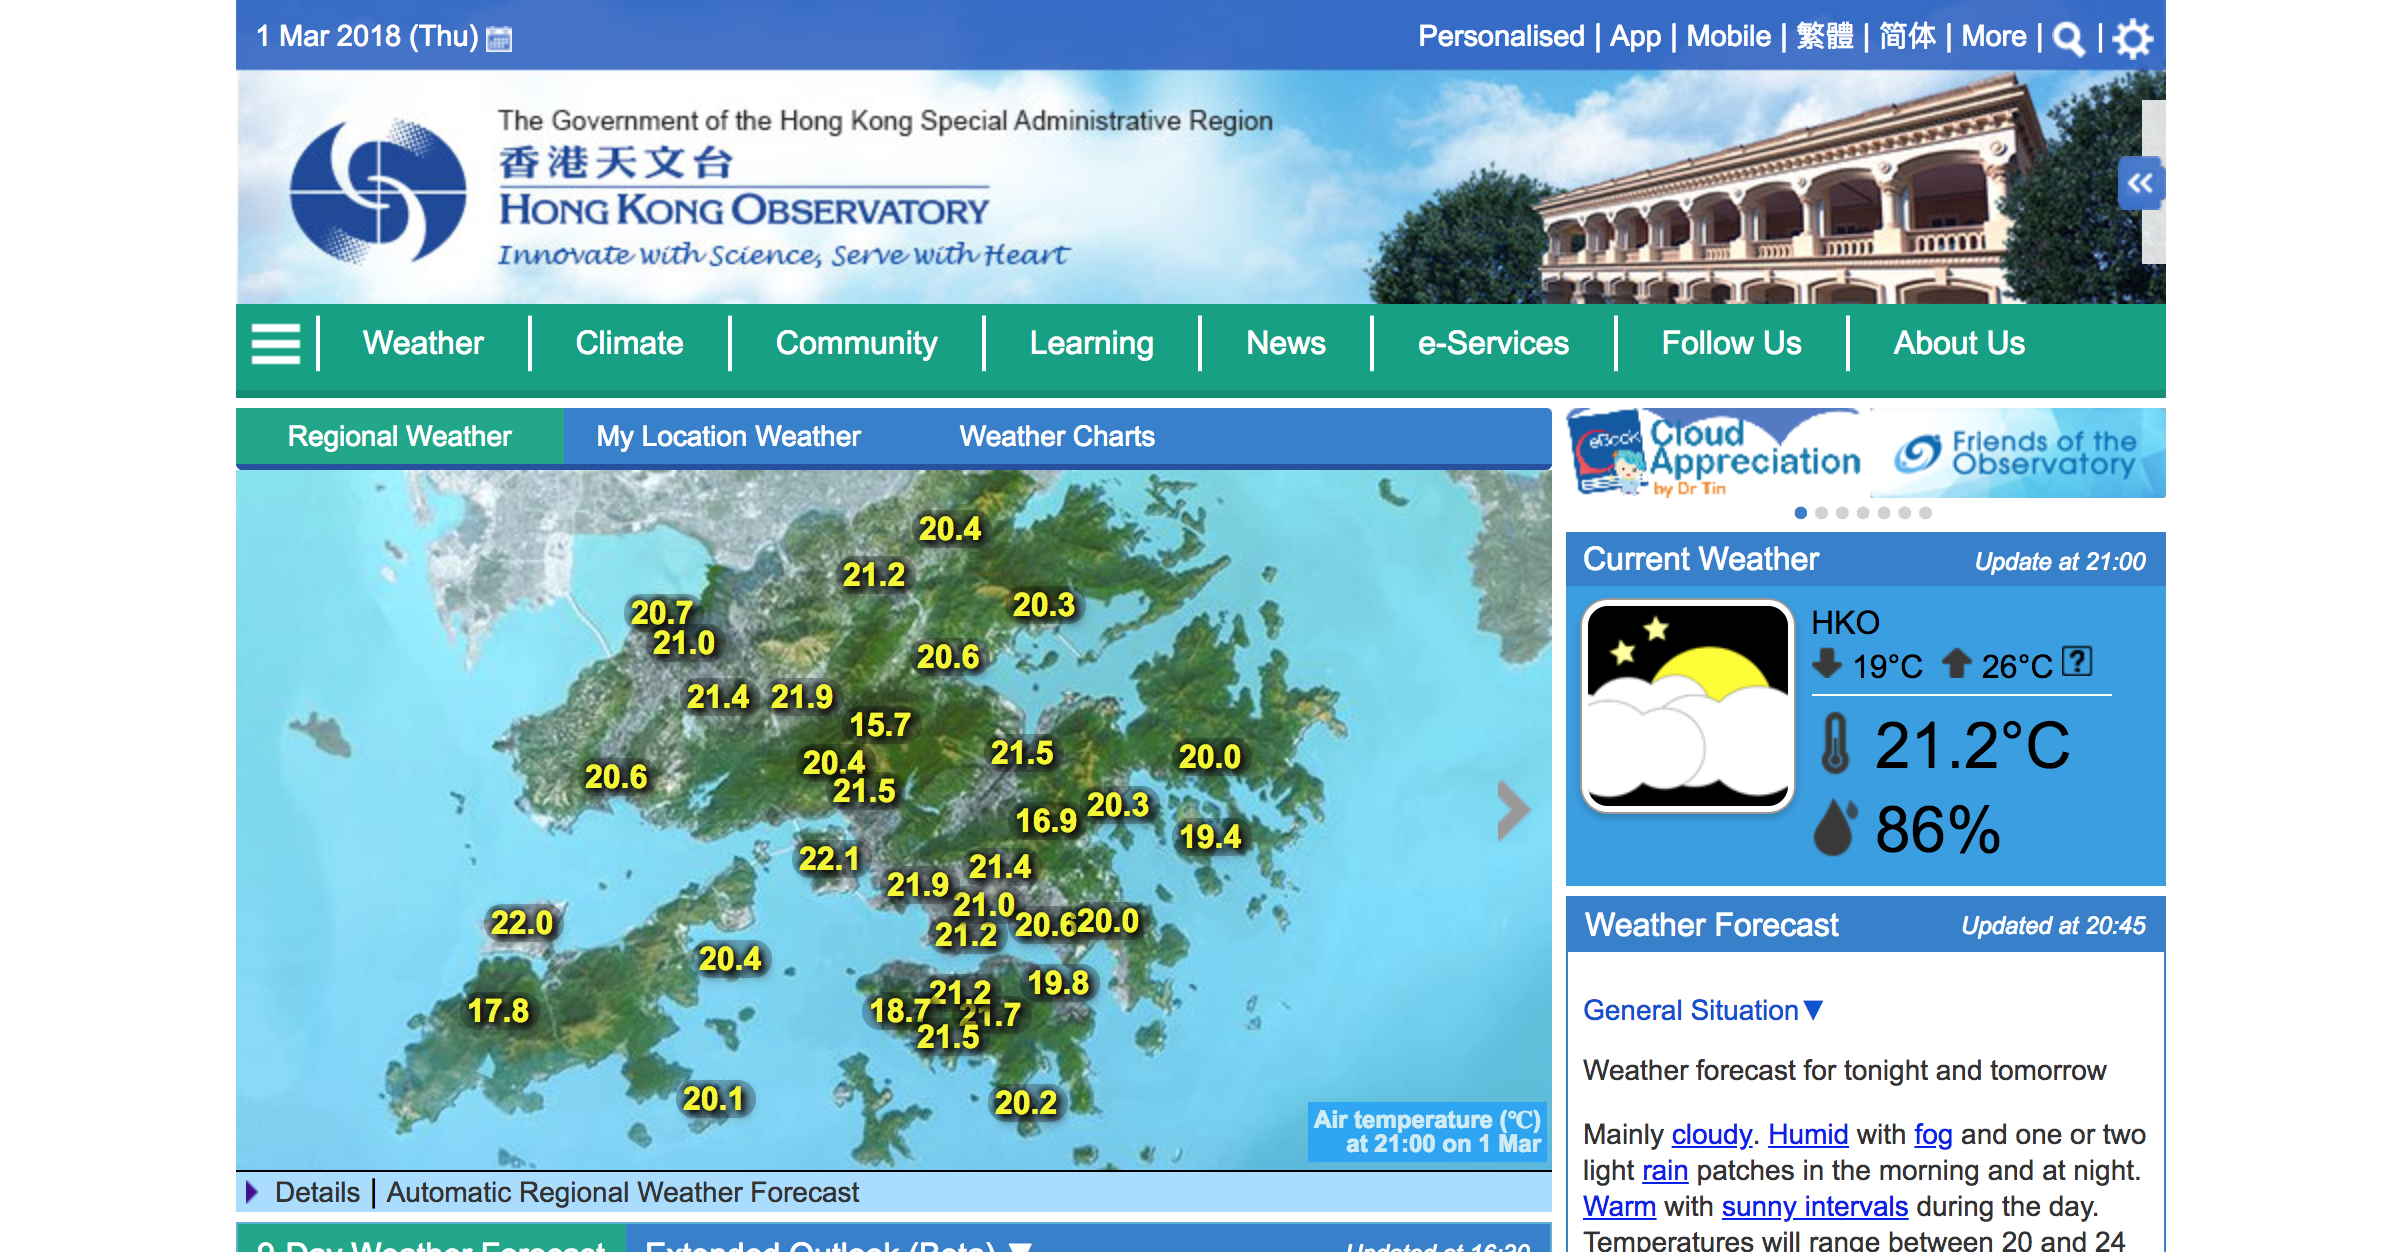 1 Mar 2018 (Thu)
Personalised | App | Mobile | 繁體 | 简体 | More | |
The Government of the Hong Kong Special Administrative Region
香港天文台
HONG KONG OBSERVATORY
Innovate with Science, Serve with Heart
Weather
Climate
Community
Learning
News
e-Services
Follow Us
About Us
Regional Weather
My Location Weather
Weather Charts
20.4
21.2
20.3
20.7
21.0
20.6
21.4
21.9
15.7
21.5
20.4
20.0
20.6
21.5
20.3
16.9
19.4
22.1
21.4
21.9
21.0
22.0
20.6
20.0
21.2
20.4
19.8
21.2
17.8
18.7
21.7
21.5
20.1
20.2
Air temperature (℃)
at 21:00 on 1 Mar
Details | Automatic Regional Weather Forecast
9-Day Weather Forecast
Extended Outlook (Beta) ▼
Updated at 16:30
eBook
Cloud
Appreciation
by Dr Tin
Friends of the
Observatory
Current Weather
Update at 21:00
HKO
19°C
26°C
?
21.2°C
86%
Weather Forecast
Updated at 20:45
General Situation▼
Weather forecast for tonight and tomorrow
Mainly cloudy. Humid with fog and one or two
light rain patches in the morning and at night.
Warm with sunny intervals during the day.
Temperatures will range between 20 and 24